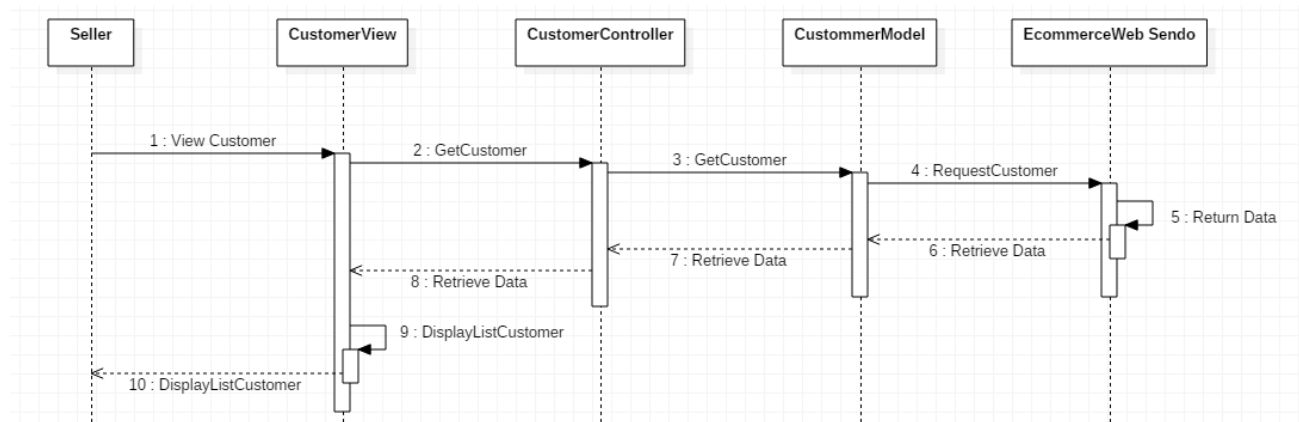 Seller
CustomerView
CustomerController
CustommerModel
EcommerceWeb Sendo
1 : View Customer
2 : GetCustomer
3 : GetCustomer
4 : RequestCustomer
5 : Return Data
6 : Retrieve Data
7 : Retrieve Data
8 : Retrieve Data
9 : DisplayListCustomer
10 : DisplayListCustomer